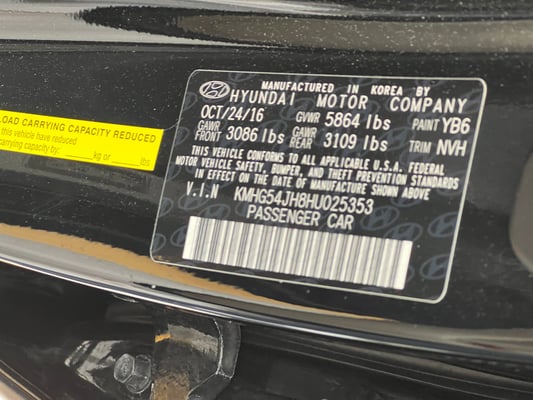 MANUFACTURED IN KOREA BY
HYUNDAI MOTOR COMPANY
OCT/24/16 GVWR 5864 lbs PAINT YB6
GAWR FRONT 3086 lbs GAWR REAR 3109 lbs TRIM NVH
THIS VEHICLE CONFORMS TO ALL APPLICABLE U.S.A. FEDERAL
MOTOR VEHICLE SAFETY, BUMPER, AND THEFT PREVENTION STANDARDS
IN EFFECT ON THE DATE OF MANUFACTURE SHOWN ABOVE.
V.I.N KMHG54JH8HU025353
PASSENGER CAR
LOAD CARRYING CAPACITY REDUCED
this vehicle have reduced
carrying capacity by: kg or lbs